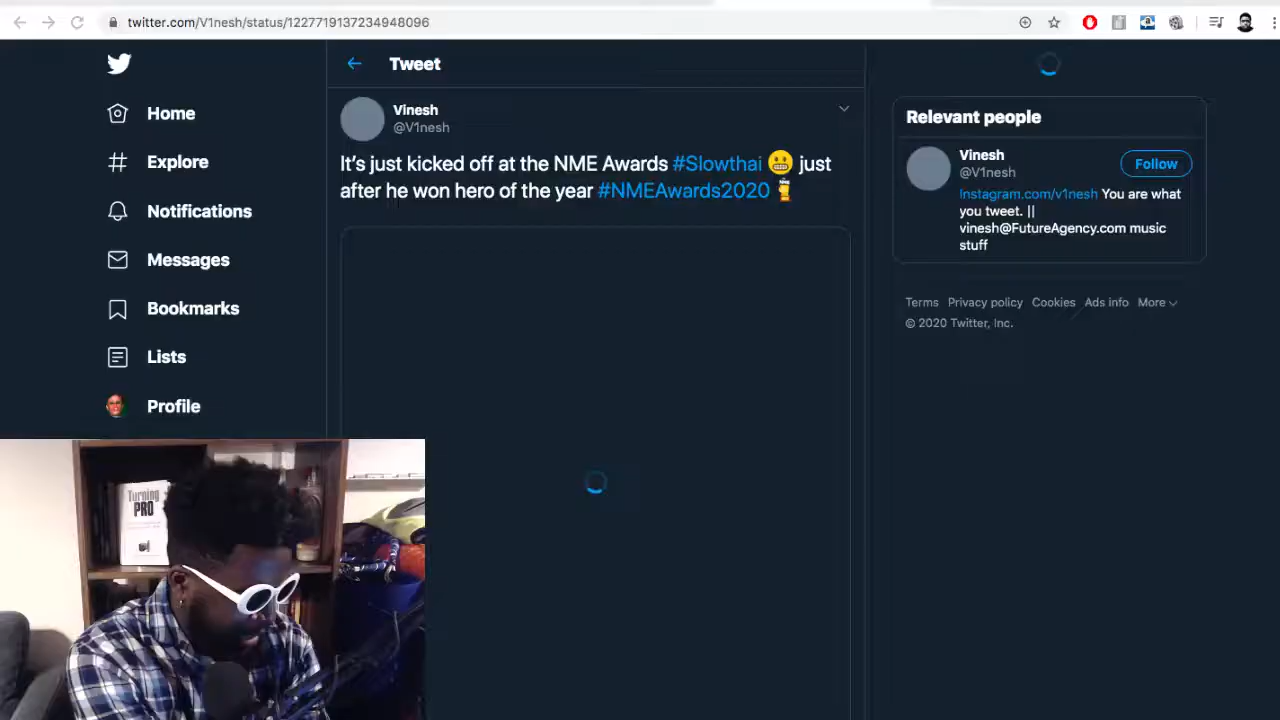 twitter.com/V1nesh/status/1227719137234948096
Home
Explore
Notifications
Messages
Bookmarks
Lists
Profile
Tweet
Vinesh
@V1nesh
It's just kicked off at the NME Awards #Slowthai 😬 just
after he won hero of the year #NMEAwards2020
Relevant people
Vinesh
@V1nesh
Follow
Instagram.com/v1nesh You are what
you tweet. ||
vinesh@FutureAgency.com music
stuff
Terms Privacy policy Cookies Ads info More
© 2020 Twitter, Inc.
Turning
PRO